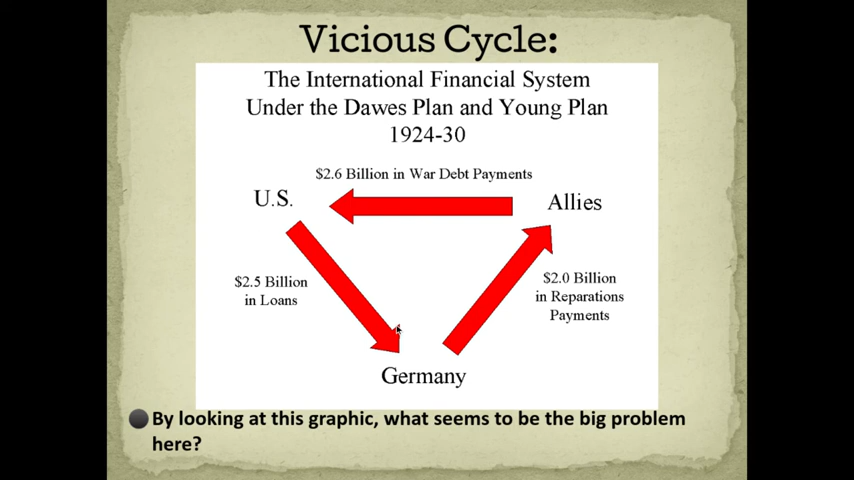 Vicious Cycle:
The International Financial System
Under the Dawes Plan and Young Plan
1924-30
$2.6 Billion in War Debt Payments
U.S.
Allies
$2.5 Billion
in Loans
$2.0 Billion
in Reparations
Payments
Germany
By looking at this graphic, what seems to be the big problem
here?